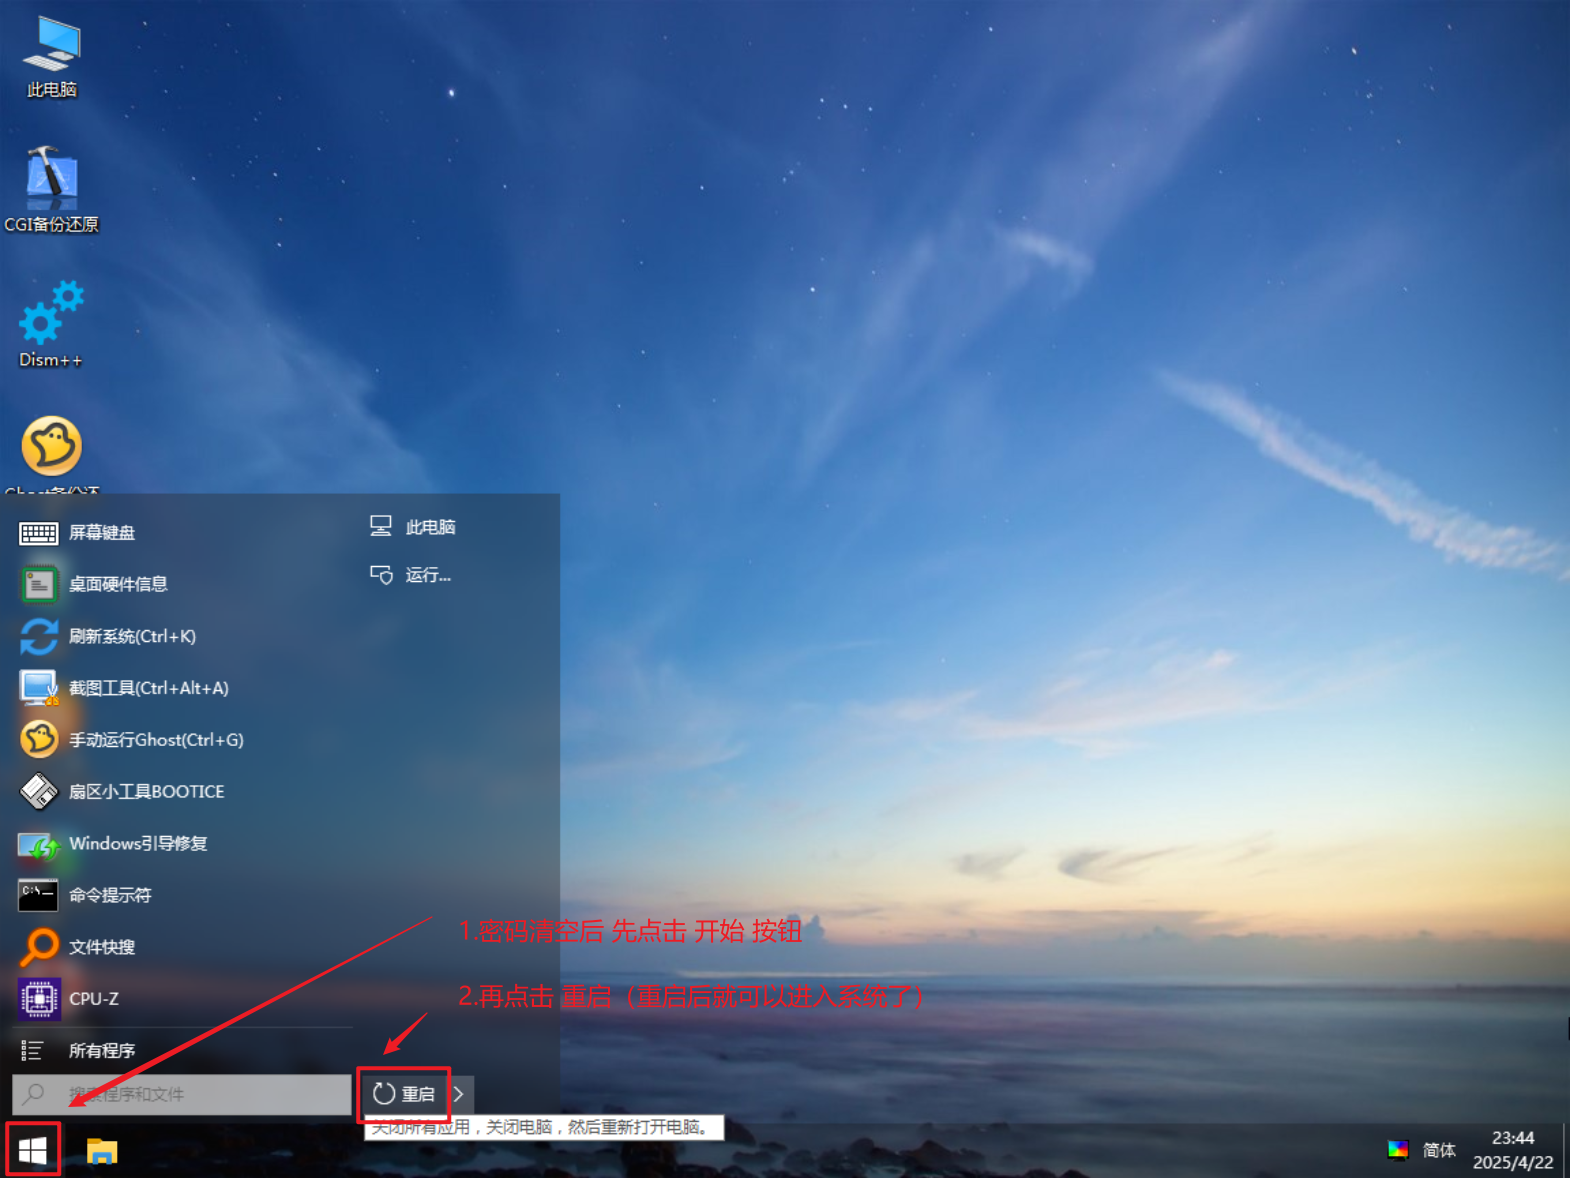 此电脑
CGI备份还原
Dism++
Ghost备份还
屏幕键盘
桌面硬件信息
刷新系统(Ctrl+K)
截图工具(Ctrl+Alt+A)
手动运行Ghost(Ctrl+G)
扇区小工具BOOTICE
Windows引导修复
命令提示符
文件快搜
CPU-Z
所有程序
搜索程序和文件
此电脑
运行...
1.密码清空后 先点击 开始 按钮
2.再点击 重启（重启后就可以进入系统了）
重启
关闭所有应用，关闭电脑，然后重新打开电脑。
简体
23:44
2025/4/22